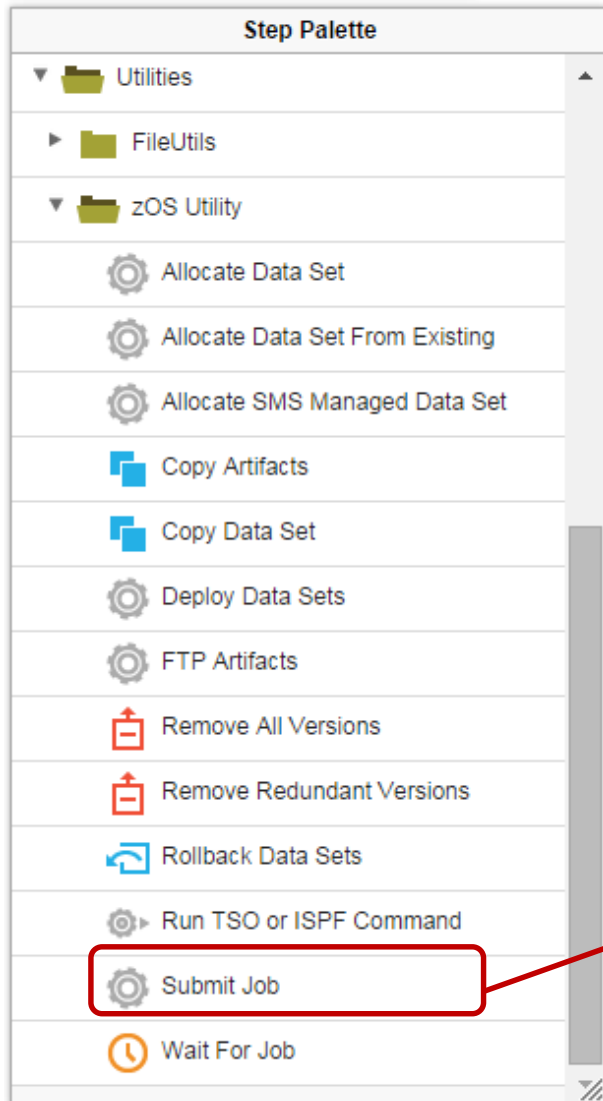 Step Palette
Utilities
FileUtils
zOS Utility
Allocate Data Set
Allocate Data Set From Existing
Allocate SMS Managed Data Set
Copy Artifacts
Copy Data Set
Deploy Data Sets
FTP Artifacts
Remove All Versions
Remove Redundant Versions
Rollback Data Sets
Run TSO or ISPF Command
Submit Job
Wait For Job